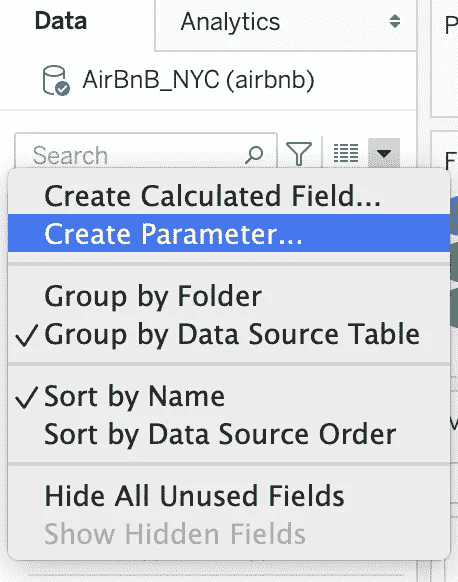 Data
Analytics
AirBnB_NYC (airbnb)
Search
Create Calculated Field...
Create Parameter...
Group by Folder
✓Group by Data Source Table
✓Sort by Name
Sort by Data Source Order
Hide All Unused Fields
Show Hidden Fields